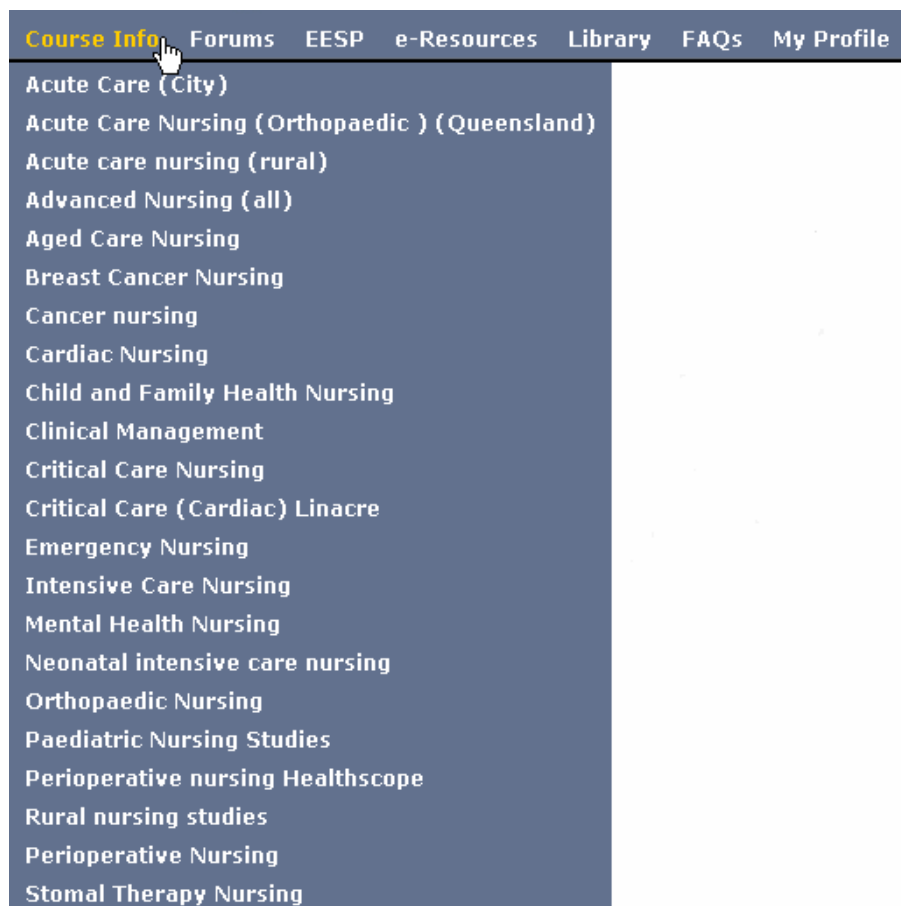 Course Info Forums EESP e-Resources Library FAQs My Profile
Acute Care (City)
Acute Care Nursing (Orthopaedic ) (Queensland)
Acute care nursing (rural)
Advanced Nursing (all)
Aged Care Nursing
Breast Cancer Nursing
Cancer nursing
Cardiac Nursing
Child and Family Health Nursing
Clinical Management
Critical Care Nursing
Critical Care (Cardiac) Linacre
Emergency Nursing
Intensive Care Nursing
Mental Health Nursing
Neonatal intensive care nursing
Orthopaedic Nursing
Paediatric Nursing Studies
Perioperative nursing Healthscope
Rural nursing studies
Perioperative Nursing
Stomal Therapy Nursing